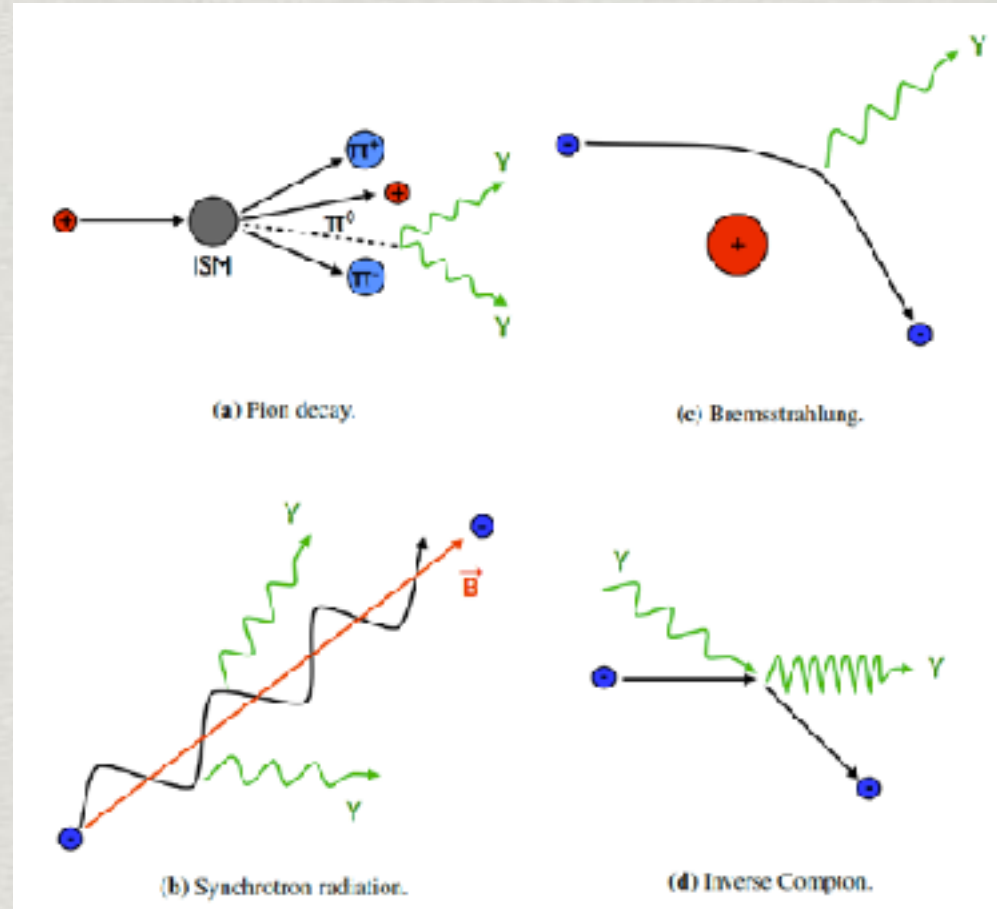 γ
π⁺
+
+
γ
π⁰
ISM
π⁻
γ
+
-
-
(a) Pion decay.
(c) Bremsstrahlung.
γ
-
B⃗
γ
γ
γ
-
-
-
(b) Synchrotron radiation.
(d) Inverse Compton.